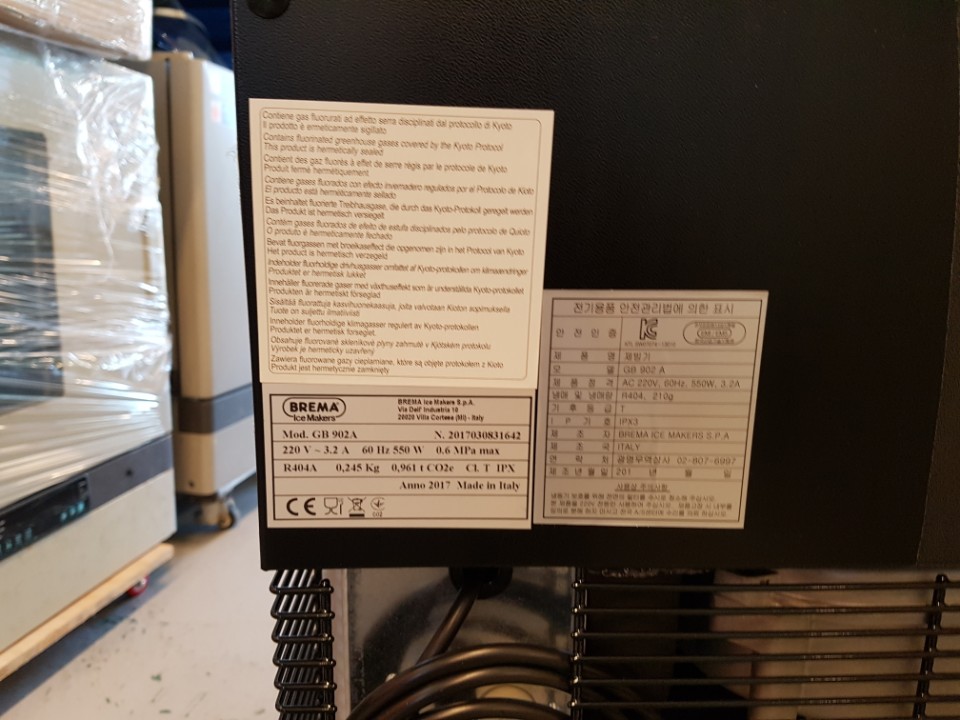 Contiene gas fluorurati ad effetto serra disciplinati dal protocollo di Kyoto
Il prodotto è ermeticamente sigillato
Contains fluorinated greenhouse gases covered by the Kyoto Protocol
This product is hermetically sealed
Contient des gaz fluorés à effet de serre régis par le protocole de Kyoto
Produit fermé hermétiquement
Contiene gases fluorados con efecto invernadero regulados por el Protocolo de Kioto
El producto está herméticamente sellado
Es beinhaltet fluorierte Treibhausgase, die durch das Kyoto-Protokoll geregelt werden
Das Produkt ist hermetisch versiegelt
Contém gases fluorados de efeito de estufa disciplinados pelo protocolo de Quioto
O produto é hermeticamente fechado
Bevat fluorgassen met broeikaseffect die opgenomen zijn in het Protocol van Kyoto
Het product is hermetisch verzegeld
Indeholder fluorholdige drivhusgasser omfattet af Kyoto-protokollen om klimaændringer
Produktet er hermetisk lukket
Innehåller fluorerade gaser med växthuseffekt som är underställda Kyoto-protokollet
Produkten är hermetiskt förseglad
Sisältää fluorattuja kasvihuonekaasuja, joita valvotaan Kioton sopimuksella
Tuote on suljettu ilmatiiviisti
Inneholder fluorholdige klimagasser regulert av Kyoto-protokollen
Produktet er hermetisk forseglet
Obsahuje fluorované skleníkové plyny zahrnuté v Kjótském protokolu
Výrobek je hermeticky uzavřený
Zawiera fluorowane gazy cieplarniane, które są objęte protokołem z Kioto
Produkt jest hermetycznie zamknięty
BREMA
Ice Makers
BREMA Ice Makers S.p.A.
Via Dell' Industria 10
20020 Villa Cortese (MI) - Italy
Mod. GB 902A N. 2017030831642
220 V ~ 3.2 A 60 Hz 550 W 0.6 MPa max
R404A 0,245 Kg 0,961 t CO2e Cl. T IPX
Anno 2017 Made in Italy
CE
전기용품 안전관리법에 의한 표시
안전인증
제품명 제빙기
모델 GB 902 A
제품정격 AC 220V, 60Hz, 550W, 3.2A
냉매 및 냉매량 R404, 210g
기후등급 T
IP기호 IPX3
제조자 BREMA ICE MAKERS S.P.A
제조국 ITALY
연락처 광명무역상사 02-807-6997
제조년월일 201 년 월 일
사용상 주의사항